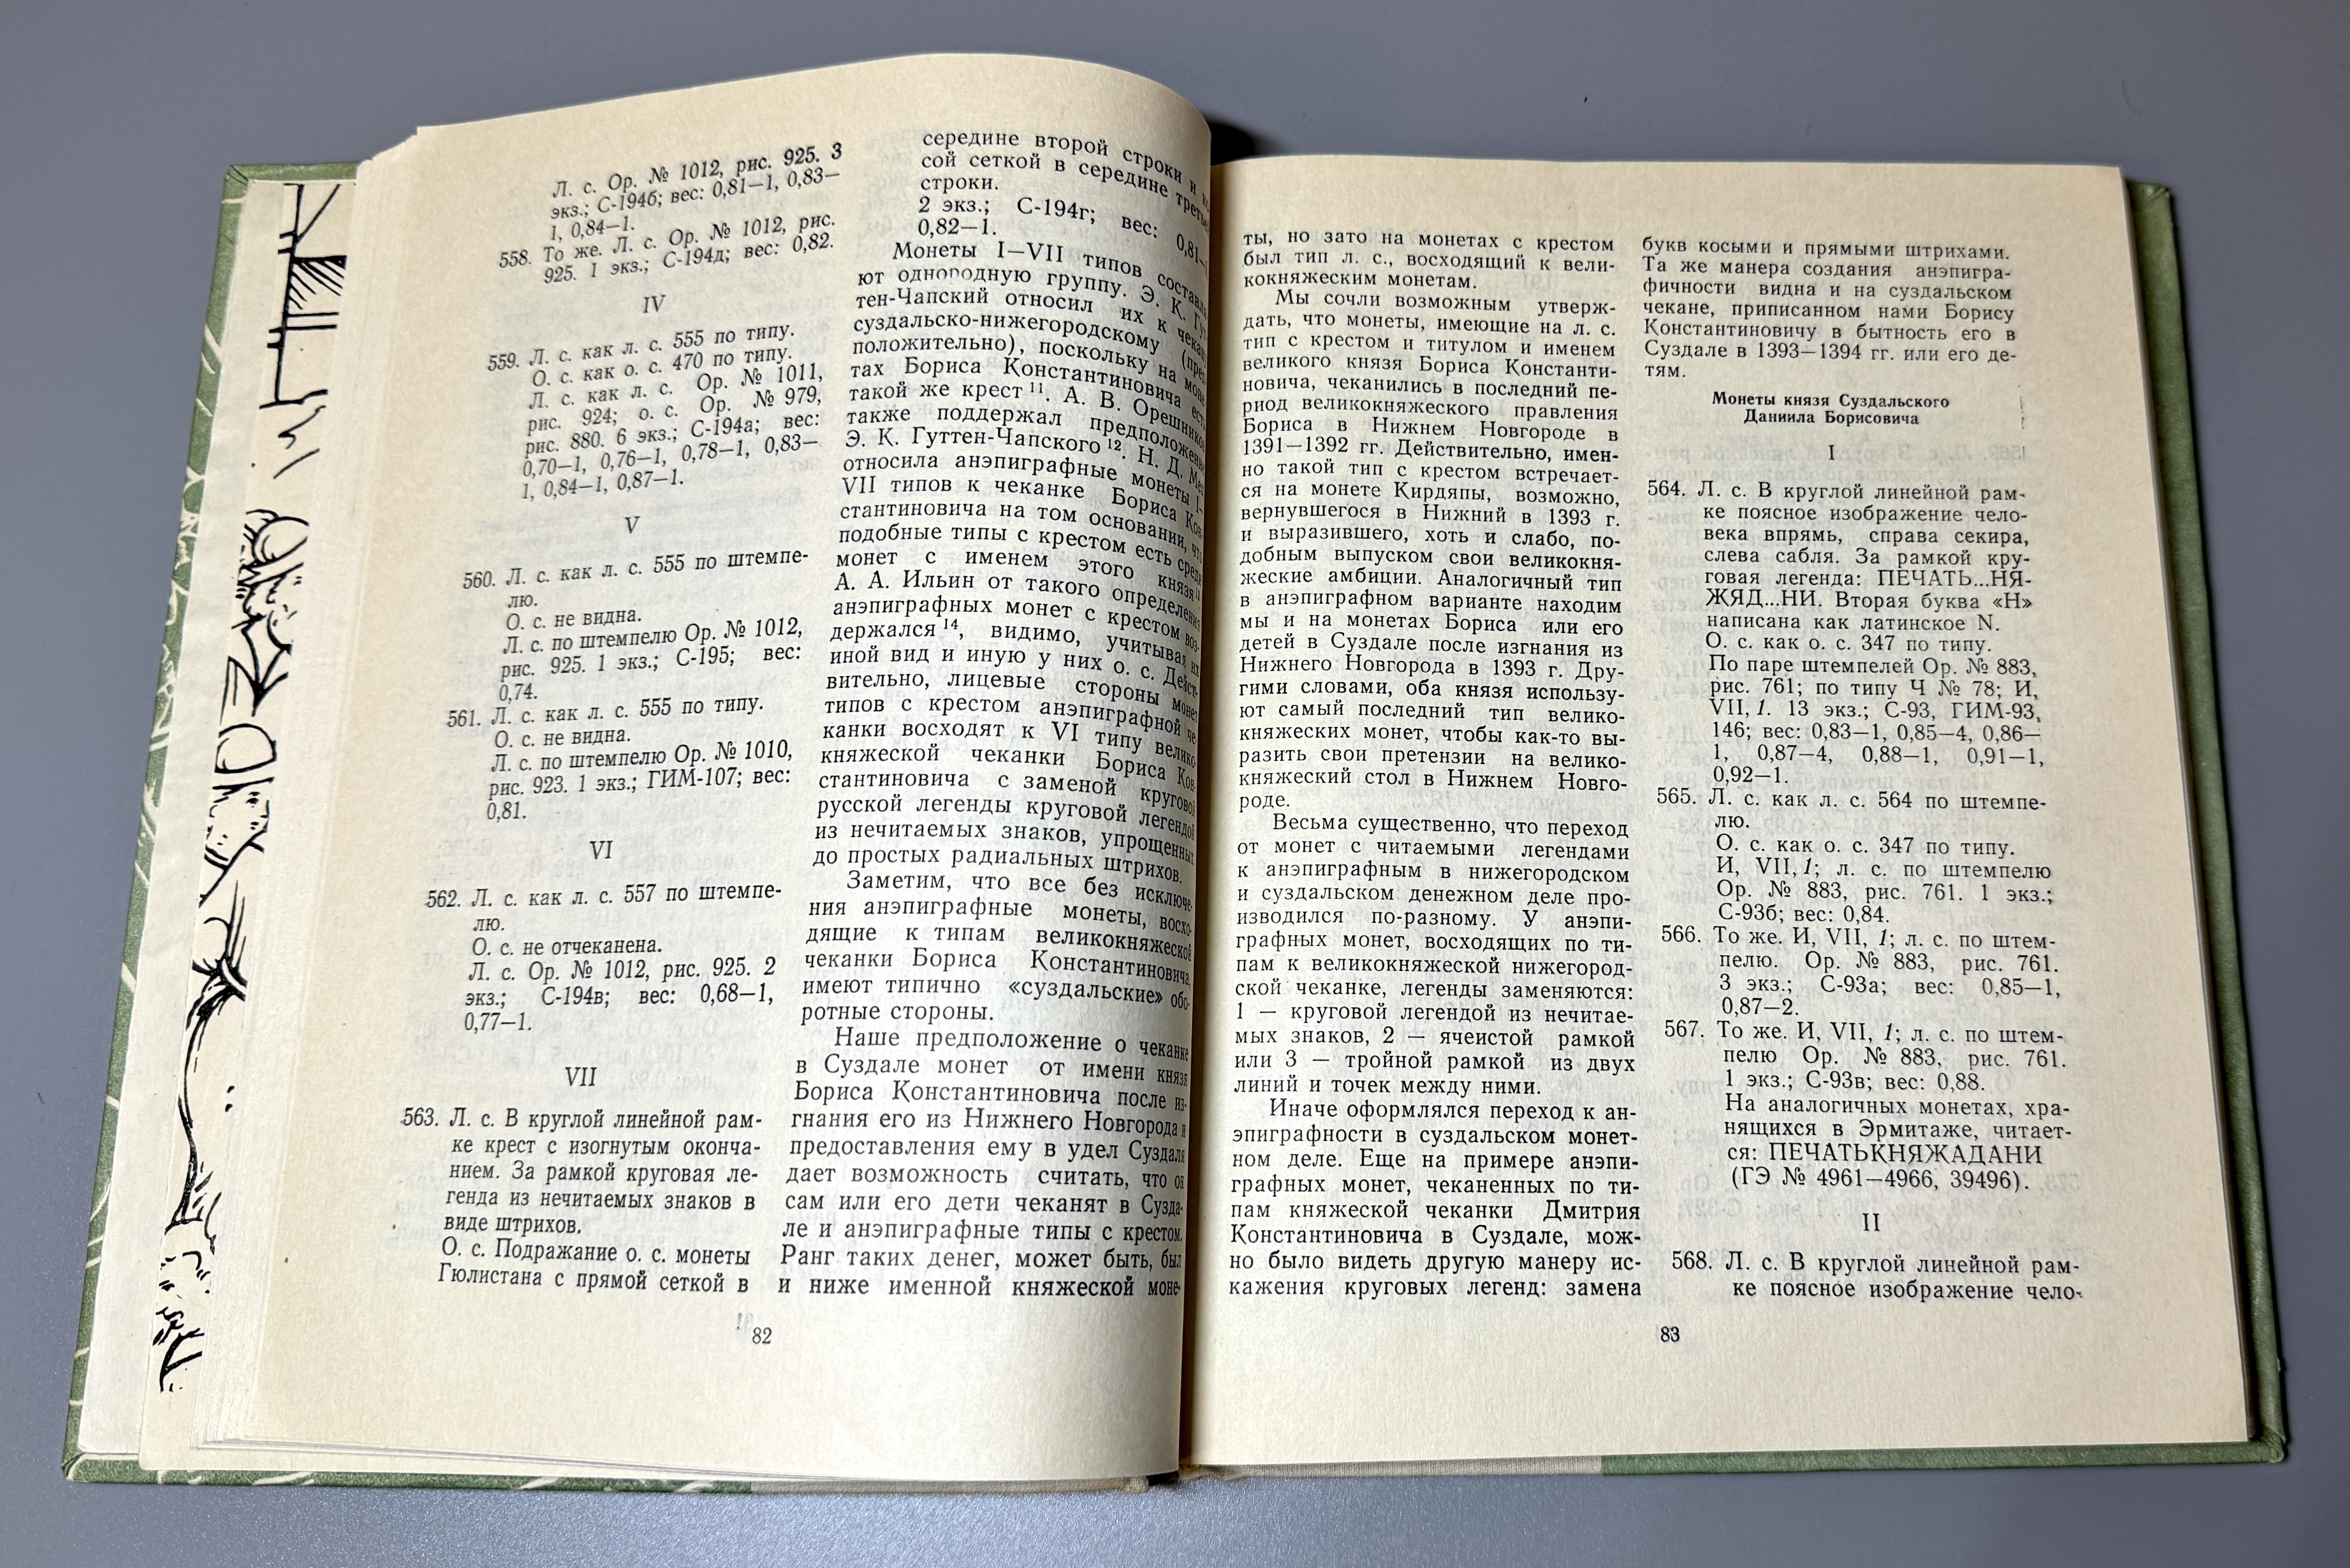 Л. с. Ор. № 1012, рис. 925. 3
экз.; С-194б; вес: 0,81—1, 0,83—
1, 0,84—1.
558. То же. Л. с. Ор. № 1012, рис.
925. 1 экз.; С-194д; вес: 0,82.
IV
559. Л. с. как л. с. 555 по типу.
О. с. как о. с. 470 по типу.
Л. с. как л. с. Ор. № 1011,
рис. 924; о. с. Ор. № 979,
рис. 880. 6 экз.; С-194а; вес:
0,70—1, 0,76—1, 0,78—1, 0,83—
1, 0,84—1, 0,87—1.
V
560. Л. с. как л. с. 555 по штемпе-
лю.
О. с. не видна.
Л. с. по штемпелю Ор. № 1012,
рис. 925. 1 экз.; С-195; вес:
0,74.
561. Л. с. как л. с. 555 по типу.
О. с. не видна.
Л. с. по штемпелю Ор. № 1010,
рис. 923. 1 экз.; ГИМ-107; вес:
0,81.
VI
562. Л. с. как л. с. 557 по штемпе-
лю.
О. с. не отчеканена.
Л. с. Ор. № 1012, рис. 925. 2
экз.; С-194в; вес: 0,68—1,
0,77—1.
VII
563. Л. с. В круглой линейной рам-
ке крест с изогнутым оконча-
нием. За рамкой круговая ле-
генда из нечитаемых знаков в
виде штрихов.
О. с. Подражание о. с. монеты
Гюлистана с прямой сеткой в
середине второй строки и
сой сеткой в середине третьей
строки.
2 экз.; С-194г; вес: 0,81—
0,82—1.
Монеты I—VII типов составля-
ют однородную группу. Э. К. Гут-
тен-Чапский относил их к чекану
суздальско-нижегородскому (пред-
положительно), поскольку на моне-
тах Бориса Константиновича есть
такой же крест 11. А. В. Орешников
также поддержал предположение
Э. К. Гуттен-Чапского 12. Н. Д. Мец
относила анэпиграфные монеты I—
VII типов к чеканке Бориса Кон-
стантиновича на том основании, что
подобные типы с крестом есть среди
монет с именем этого князя 13
А. А. Ильин от такого определения
анэпиграфных монет с крестом воз-
держался 14, видимо, учитывая их
иной вид и иную у них о. с. Дейст-
вительно, лицевые стороны монет
типов с крестом анэпиграфной че-
канки восходят к VI типу велико-
княжеской чеканки Бориса Кон-
стантиновича с заменой круговой
русской легенды круговой легендой
из нечитаемых знаков, упрощенных
до простых радиальных штрихов.
Заметим, что все без исключе-
ния анэпиграфные монеты, восхо-
дящие к типам великокняжеской
чеканки Бориса Константиновича,
имеют типично «суздальские» обо-
ротные стороны.
Наше предположение о чеканке
в Суздале монет от имени князя
Бориса Константиновича после из-
гнания его из Нижнего Новгорода и
предоставления ему в удел Суздаля
дает возможность считать, что он
сам или его дети чеканят в Сузда-
ле и анэпиграфные типы с крестом.
Ранг таких денег, может быть, был
и ниже именной княжеской моне-
82
ты, но зато на монетах с крестом
был тип л. с., восходящий к вели-
кокняжеским монетам.
Мы сочли возможным утверж-
дать, что монеты, имеющие на л. с.
тип с крестом и титулом и именем
великого князя Бориса Константи-
новича, чеканились в последний пе-
риод великокняжеского правления
Бориса в Нижнем Новгороде в
1391—1392 гг. Действительно, имен-
но такой тип с крестом встречает-
ся на монете Кирдяпы, возможно,
вернувшегося в Нижний в 1393 г.
и выразившего, хоть и слабо, по-
добным выпуском свои великокня-
жеские амбиции. Аналогичный тип
в анэпиграфном варианте находим
мы и на монетах Бориса или его
детей в Суздале после изгнания из
Нижнего Новгорода в 1393 г. Дру-
гими словами, оба князя использу-
ют самый последний тип велико-
княжеских монет, чтобы как-то вы-
разить свои претензии на велико-
княжеский стол в Нижнем Новго-
роде.
Весьма существенно, что переход
от монет с читаемыми легендами
к анэпиграфным в нижегородском
и суздальском денежном деле про-
изводился по-разному. У анэпи-
графных монет, восходящих по ти-
пам к великокняжеской нижегород-
ской чеканке, легенды заменяются:
1 — круговой легендой из нечитае-
мых знаков, 2 — ячеистой рамкой
или 3 — тройной рамкой из двух
линий и точек между ними.
Иначе оформлялся переход к ан-
эпиграфности в суздальском монет-
ном деле. Еще на примере анэпи-
графных монет, чеканенных по ти-
пам княжеской чеканки Дмитрия
Константиновича в Суздале, мож-
но было видеть другую манеру ис-
кажения круговых легенд: замена
букв косыми и прямыми штрихами.
Та же манера создания анэпигра-
фичности видна и на суздальском
чекане, приписанном нами Борису
Константиновичу в бытность его в
Суздале в 1393—1394 гг. или его де-
тям.
Монеты князя Суздальского
Даниила Борисовича
I
564. Л. с. В круглой линейной рам-
ке поясное изображение чело-
века впрямь, справа секира,
слева сабля. За рамкой кру-
говая легенда: ПЕЧАТЬ...НЯ-
ЖЯД...НИ. Вторая буква «Н»
написана как латинское N.
О. с. как о. с. 347 по типу.
По паре штемпелей Ор. № 883,
рис. 761; по типу Ч № 78; И,
VII, 1. 13 экз.; С-93, ГИМ-93,
146; вес: 0,83—1, 0,85—4, 0,86—
1, 0,87—4, 0,88—1, 0,91—1,
0,92—1.
565. Л. с. как л. с. 564 по штемпе-
лю.
О. с. как о. с. 347 по типу.
И, VII, 1; л. с. по штемпелю
Ор. № 883, рис. 761. 1 экз.;
С-93б; вес: 0,84.
566. То же. И, VII, 1; л. с. по штем-
пелю. Ор. № 883, рис. 761.
3 экз.; С-93а; вес: 0,85—1,
0,87—2.
567. То же. И, VII, 1; л. с. по штем-
пелю Ор. № 883, рис. 761.
1 экз.; С-93в; вес: 0,88.
На аналогичных монетах, хра-
нящихся в Эрмитаже, читает-
ся: ПЕЧАТЬКНЯЖАДАНИ
(ГЭ № 4961—4966, 39496).
II
568. Л. с. В круглой линейной рам-
ке поясное изображение чело-
83